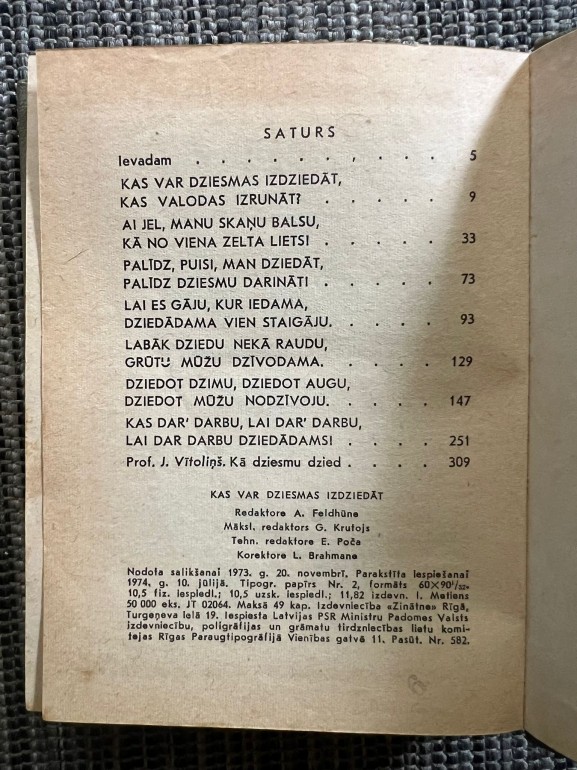 SATURS
Ievadam . . . . . . . . . . 5
KAS VAR DZIESMAS IZDZIEDĀT,
KAS VALODAS IZRUNĀT? . . . . . 9
AI JEL, MANU SKAŅU BALSU,
KĀ NO VIENA ZELTA LIETS! . . . . 33
PALĪDZ, PUISI, MAN DZIEDĀT,
PALĪDZ DZIESMU DARINĀT! . . . . 73
LAI ES GĀJU, KUR IEDAMA,
DZIEDĀDAMA VIEN STAIGĀJU. . . . . 93
LABĀK DZIEDU NEKĀ RAUDU,
GRŪTU MŪŽU DZĪVODAMA. . . . . 129
DZIEDOT DZIMU, DZIEDOT AUGU,
DZIEDOT MŪŽU NODZĪVOJU. . . . . 147
KAS DAR' DARBU, LAI DAR' DARBU,
LAI DAR DARBU DZIEDĀDAMS! . . . . 251
Prof. J. Vītoliņš. Kā dziesmu dzied . . . . 309
KAS VAR DZIESMAS IZDZIEDĀT
Redaktore A. Feldhūne
Māksl. redaktors G. Krutojs
Tehn. redaktore E. Poča
Korektore L. Brahmane
Nodota salikšanai 1973. g. 20. novembrī. Parakstīta iespiešanai
1974. g. 10. jūlijā. Tipogr. papīrs Nr. 2, formāts 60×90¹/₃₂.
10,5 fiz. iespiedl.; 10,5 uzsk. iespiedl.; 11,82 izdevn. l. Metiens
50 000 eks. JT 02064. Maksā 49 kap. Izdevniecība «Zinātne» Rīgā,
Turgeņeva ielā 19. Iespiesta Latvijas PSR Ministru Padomes Valsts
izdevniecību, poligrāfijas un grāmatu tirdzniecības lietu komi-
tejas Rīgas Paraugtipogrāfijā Vienības gatvē 11. Pasūt. Nr. 582.